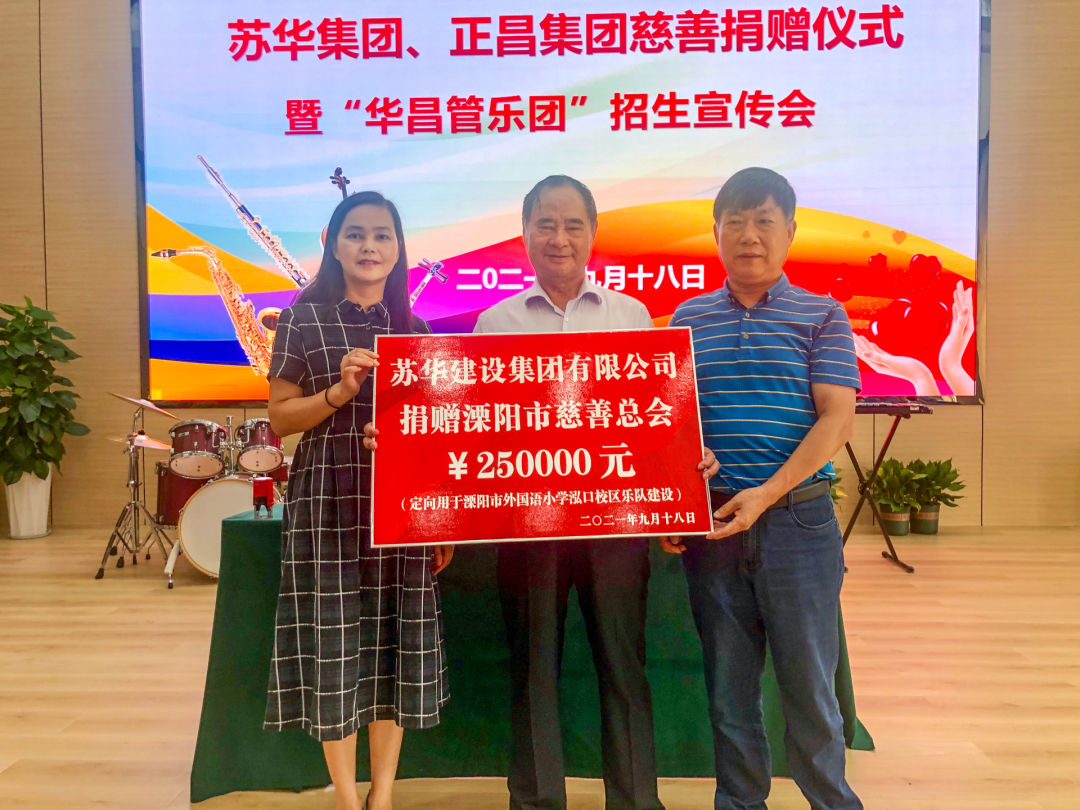 苏华集团、正昌集团慈善捐赠仪式
暨“华昌管乐团”招生宣传会
二0二一 九月十八日
苏华建设集团有限公司
捐赠溧阳市慈善总会
￥250000元
（定向用于溧阳市外国语小学泓口校区乐队建设）
二〇二一年九月十八日